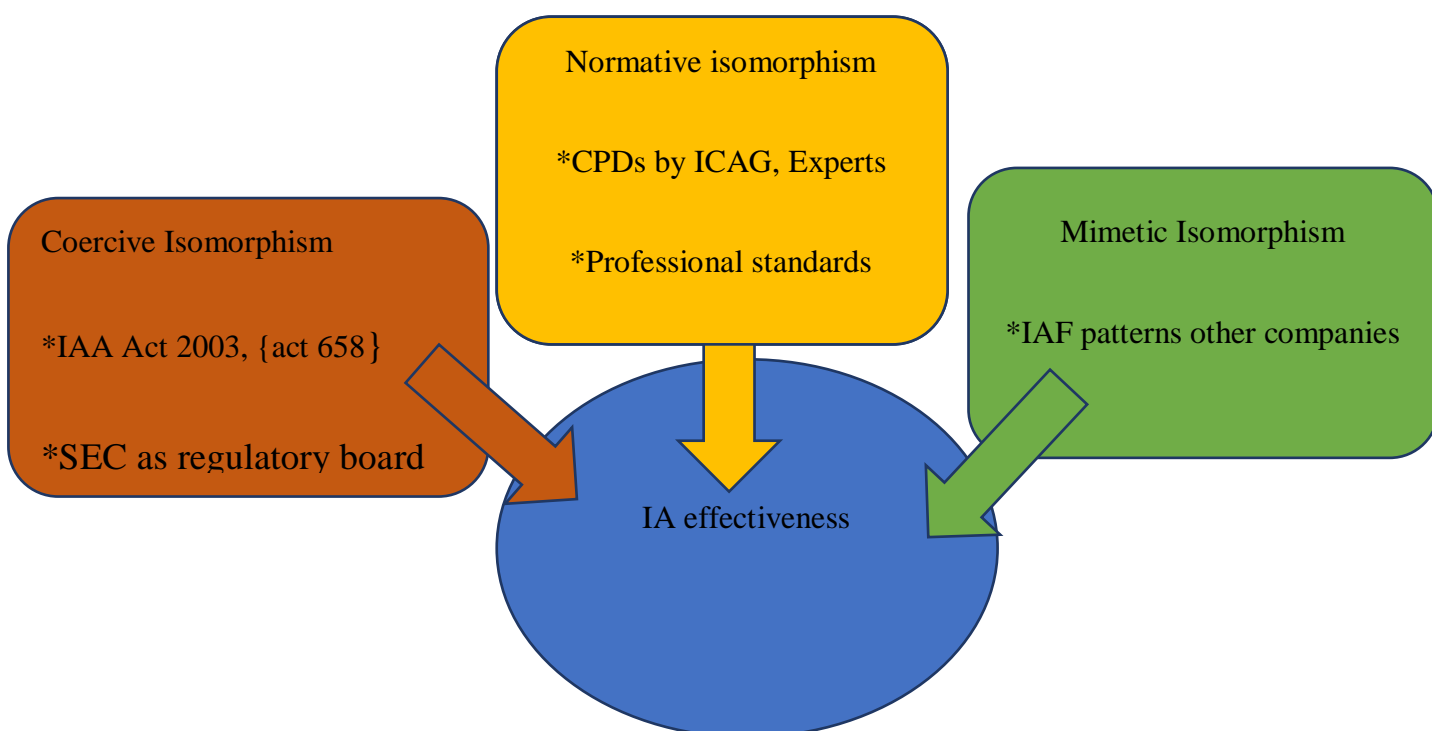 Normative isomorphism
*CPDs by ICAG, Experts
*Professional standards
Coercive Isomorphism
*IAA Act 2003, {act 658}
*SEC as regulatory board
Mimetic Isomorphism
*IAF patterns other companies
IA effectiveness